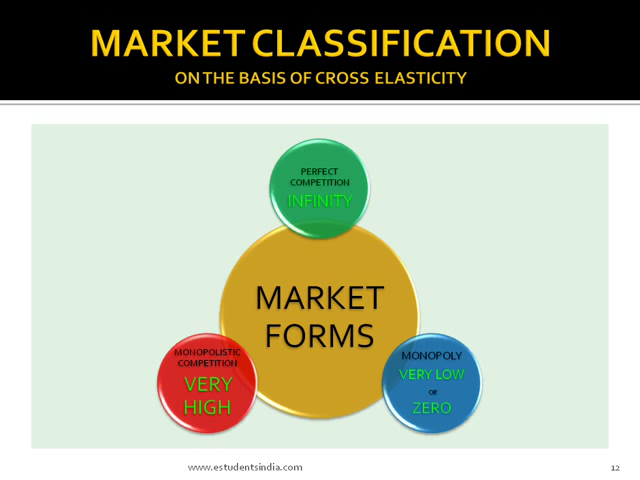 MARKET CLASSIFICATION
ON THE BASIS OF CROSS ELASTICITY
PERFECT
COMPETITION
INFINITY
MARKET
FORMS
MONOPOLISTIC
COMPETITION
VERY
HIGH
MONOPOLY
VERY LOW
OR
ZERO
www.estudentsindia.com
12